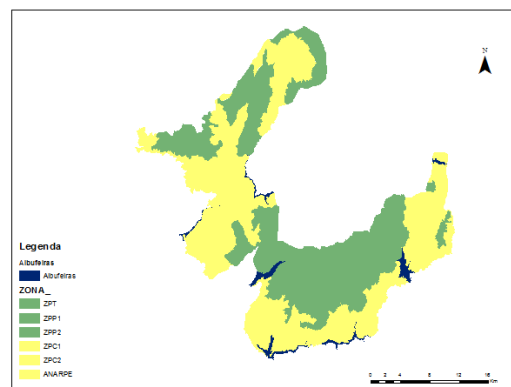 N
Legenda
Albufeiras
Albufeiras
ZONA_
ZPT
ZPP1
ZPP2
ZPC1
ZPC2
ANARPE
0 2 4 8 12 16
Km